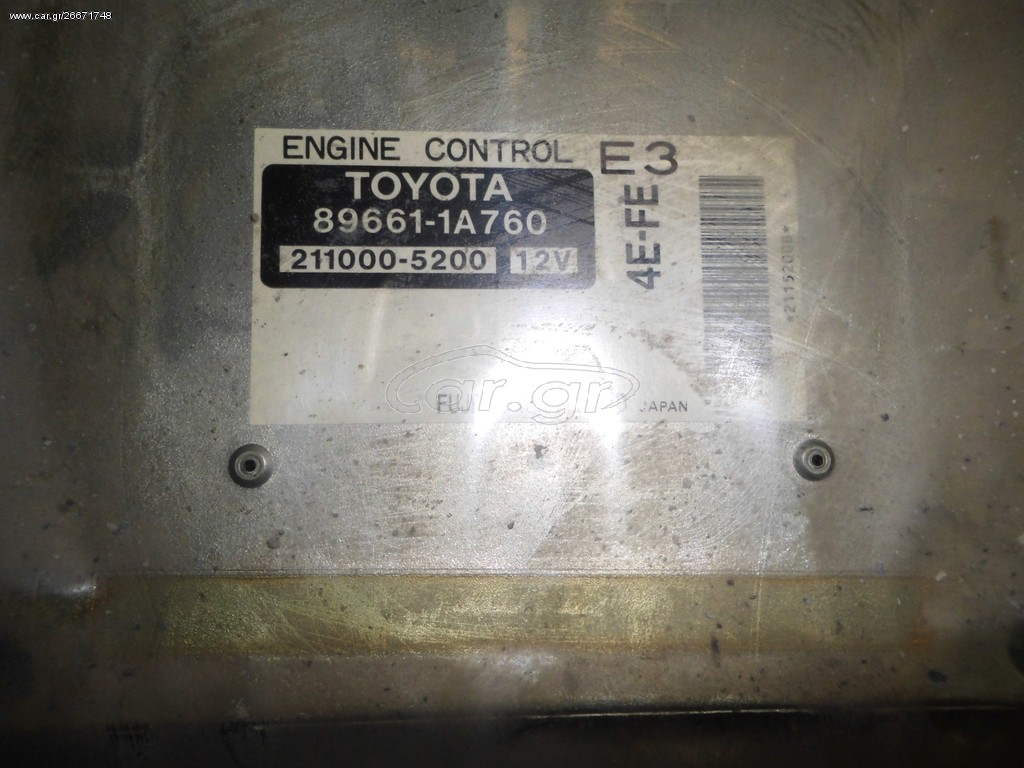 www.car.gr/26671748
ENGINE CONTROL E3
TOYOTA
89661-1A760
211000-5200 12V
4E-FE
car.gr
JAPAN